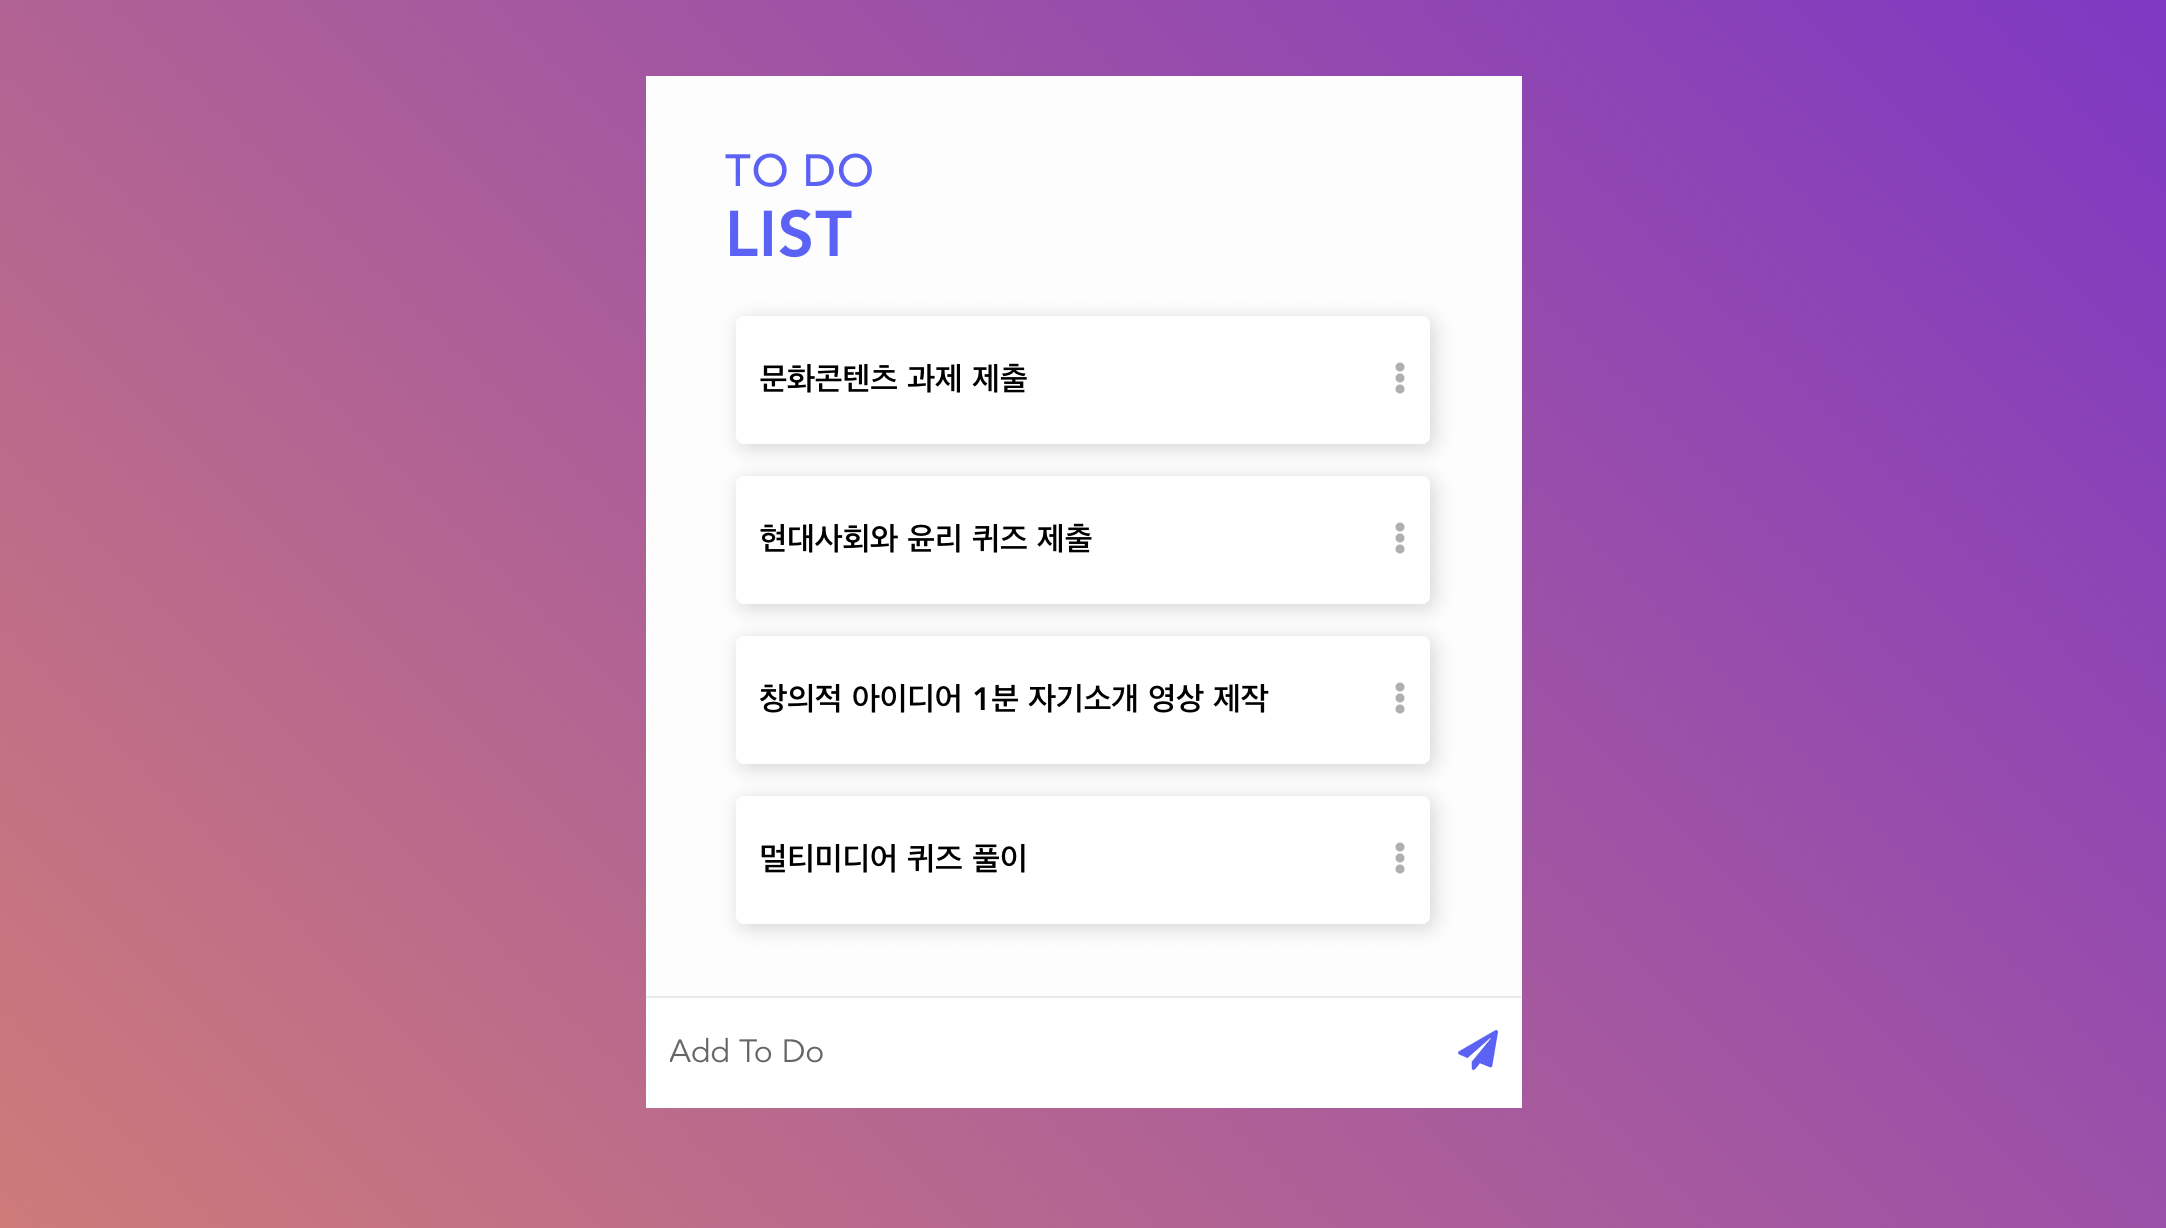 TO DO
LIST
문화콘텐츠 과제 제출
현대사회와 윤리 퀴즈 제출
창의적 아이디어 1분 자기소개 영상 제작
멀티미디어 퀴즈 풀이
Add To Do